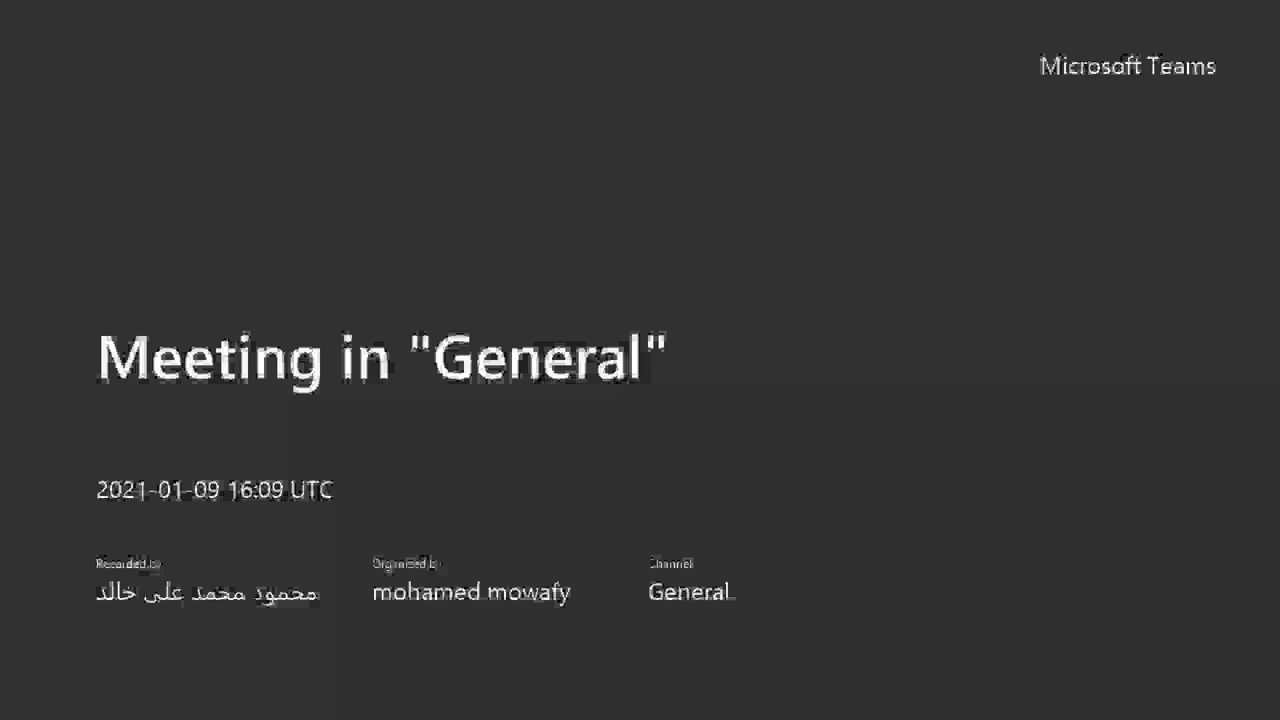 Microsoft Teams
Meeting in "General"
2021-01-09 16:09 UTC
Recorded by
Organized by
Channel
محمود محمد على خالد
mohamed mowafy
General